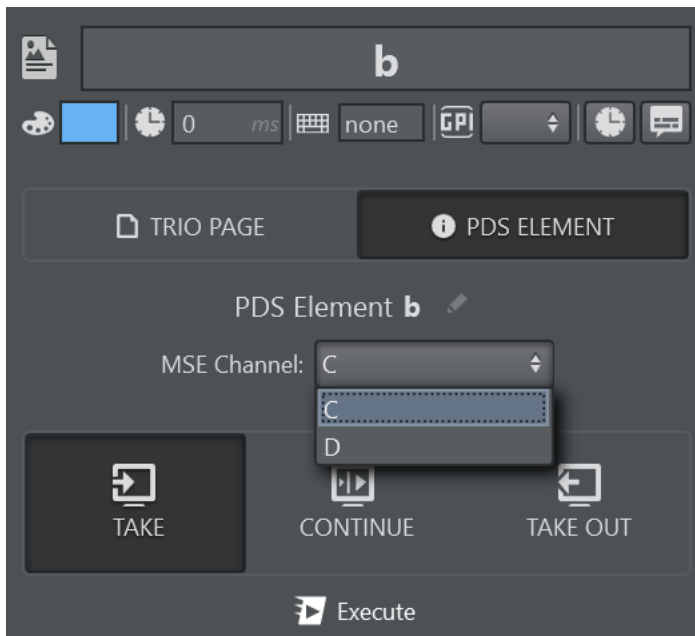 b
0 ms none GPI
TRIO PAGE PDS ELEMENT
PDS Element b
MSE Channel: C
C
D
TAKE CONTINUE TAKE OUT
Execute